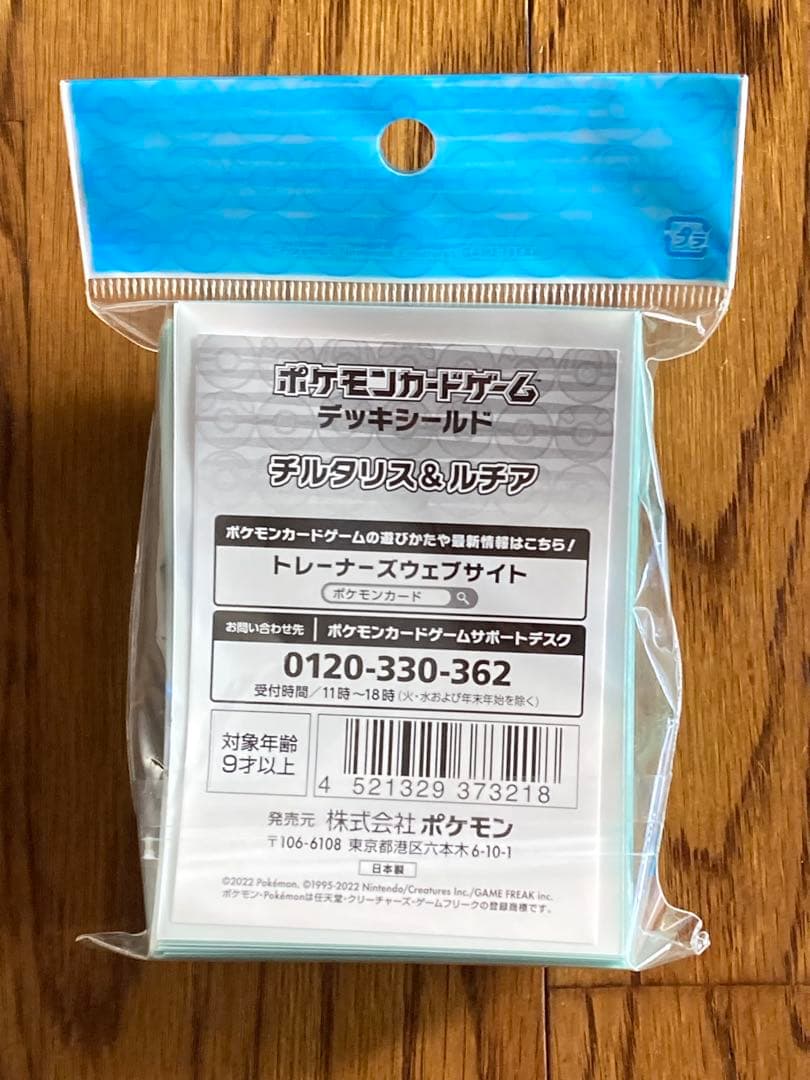 プラ
GAME FREAK
ポケモンカードゲーム
デッキシールド
チルタリス&ルチア
ポケモンカードゲームの遊びかたや最新情報はこちら!
トレーナーズウェブサイト
ポケモンカード
お問い合わせ先 | ポケモンカードゲームサポートデスク
0120-330-362
受付時間/11時~18時(火・水および年末年始を除く)
対象年齢
9才以上
4 521329 373218
発売元 株式会社 ポケモン
〒106-6108 東京都港区六本木6-10-1
日本製
©2022 Pokémon. ©1995-2022 Nintendo/Creatures Inc./GAME FREAK inc.
ポケモン・Pokémonは任天堂・クリーチャーズ・ゲームフリークの登録商標です。